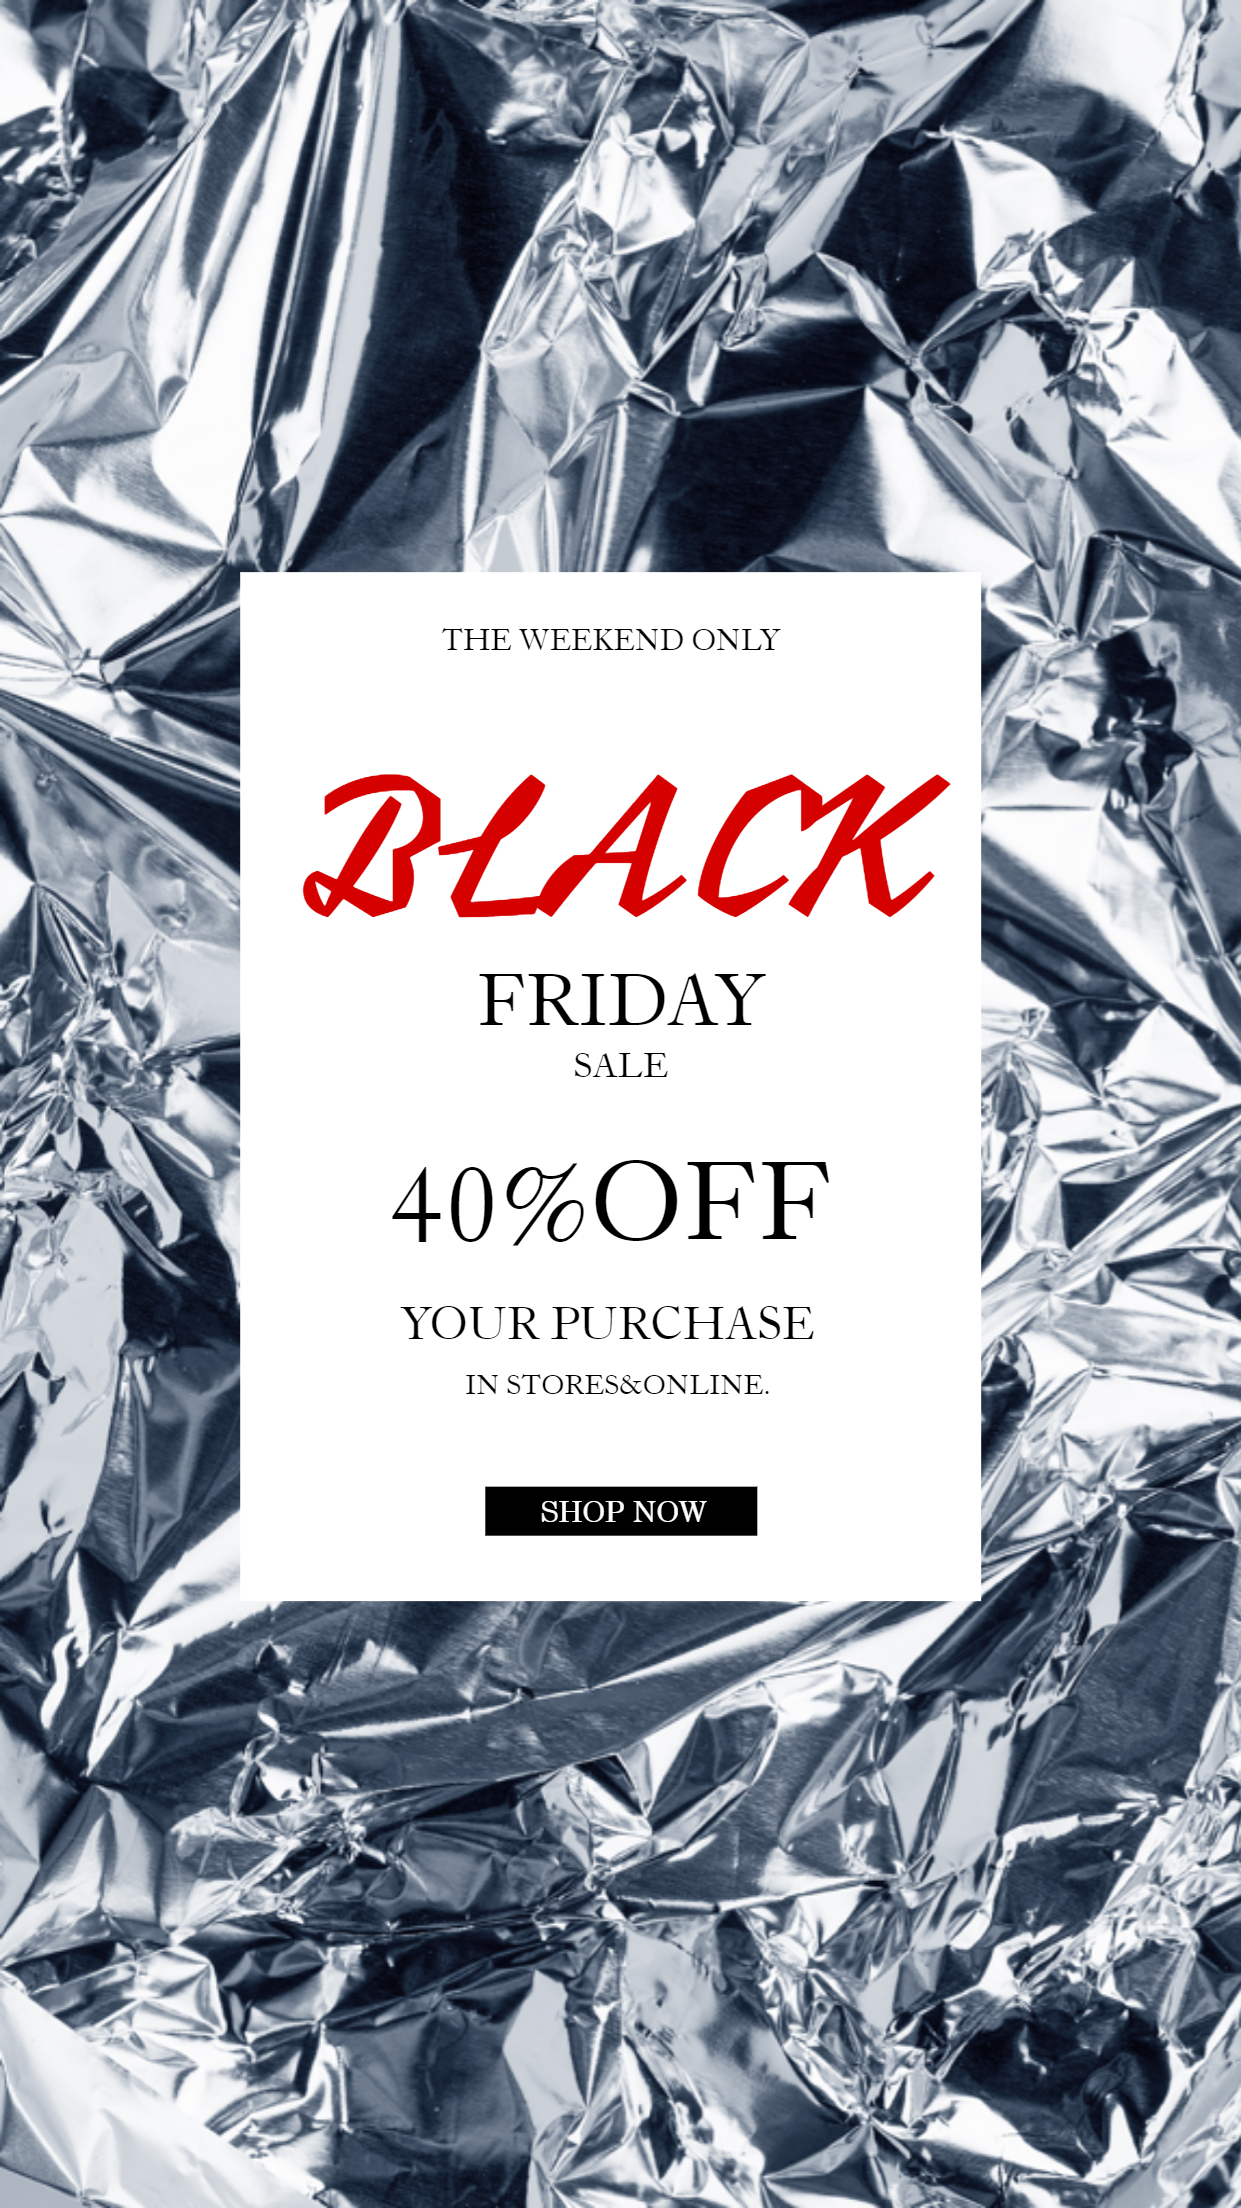 THE WEEKEND ONLY
BLACK
FRIDAY
SALE
40%OFF
YOUR PURCHASE
IN STORES&ONLINE.
SHOP NOW